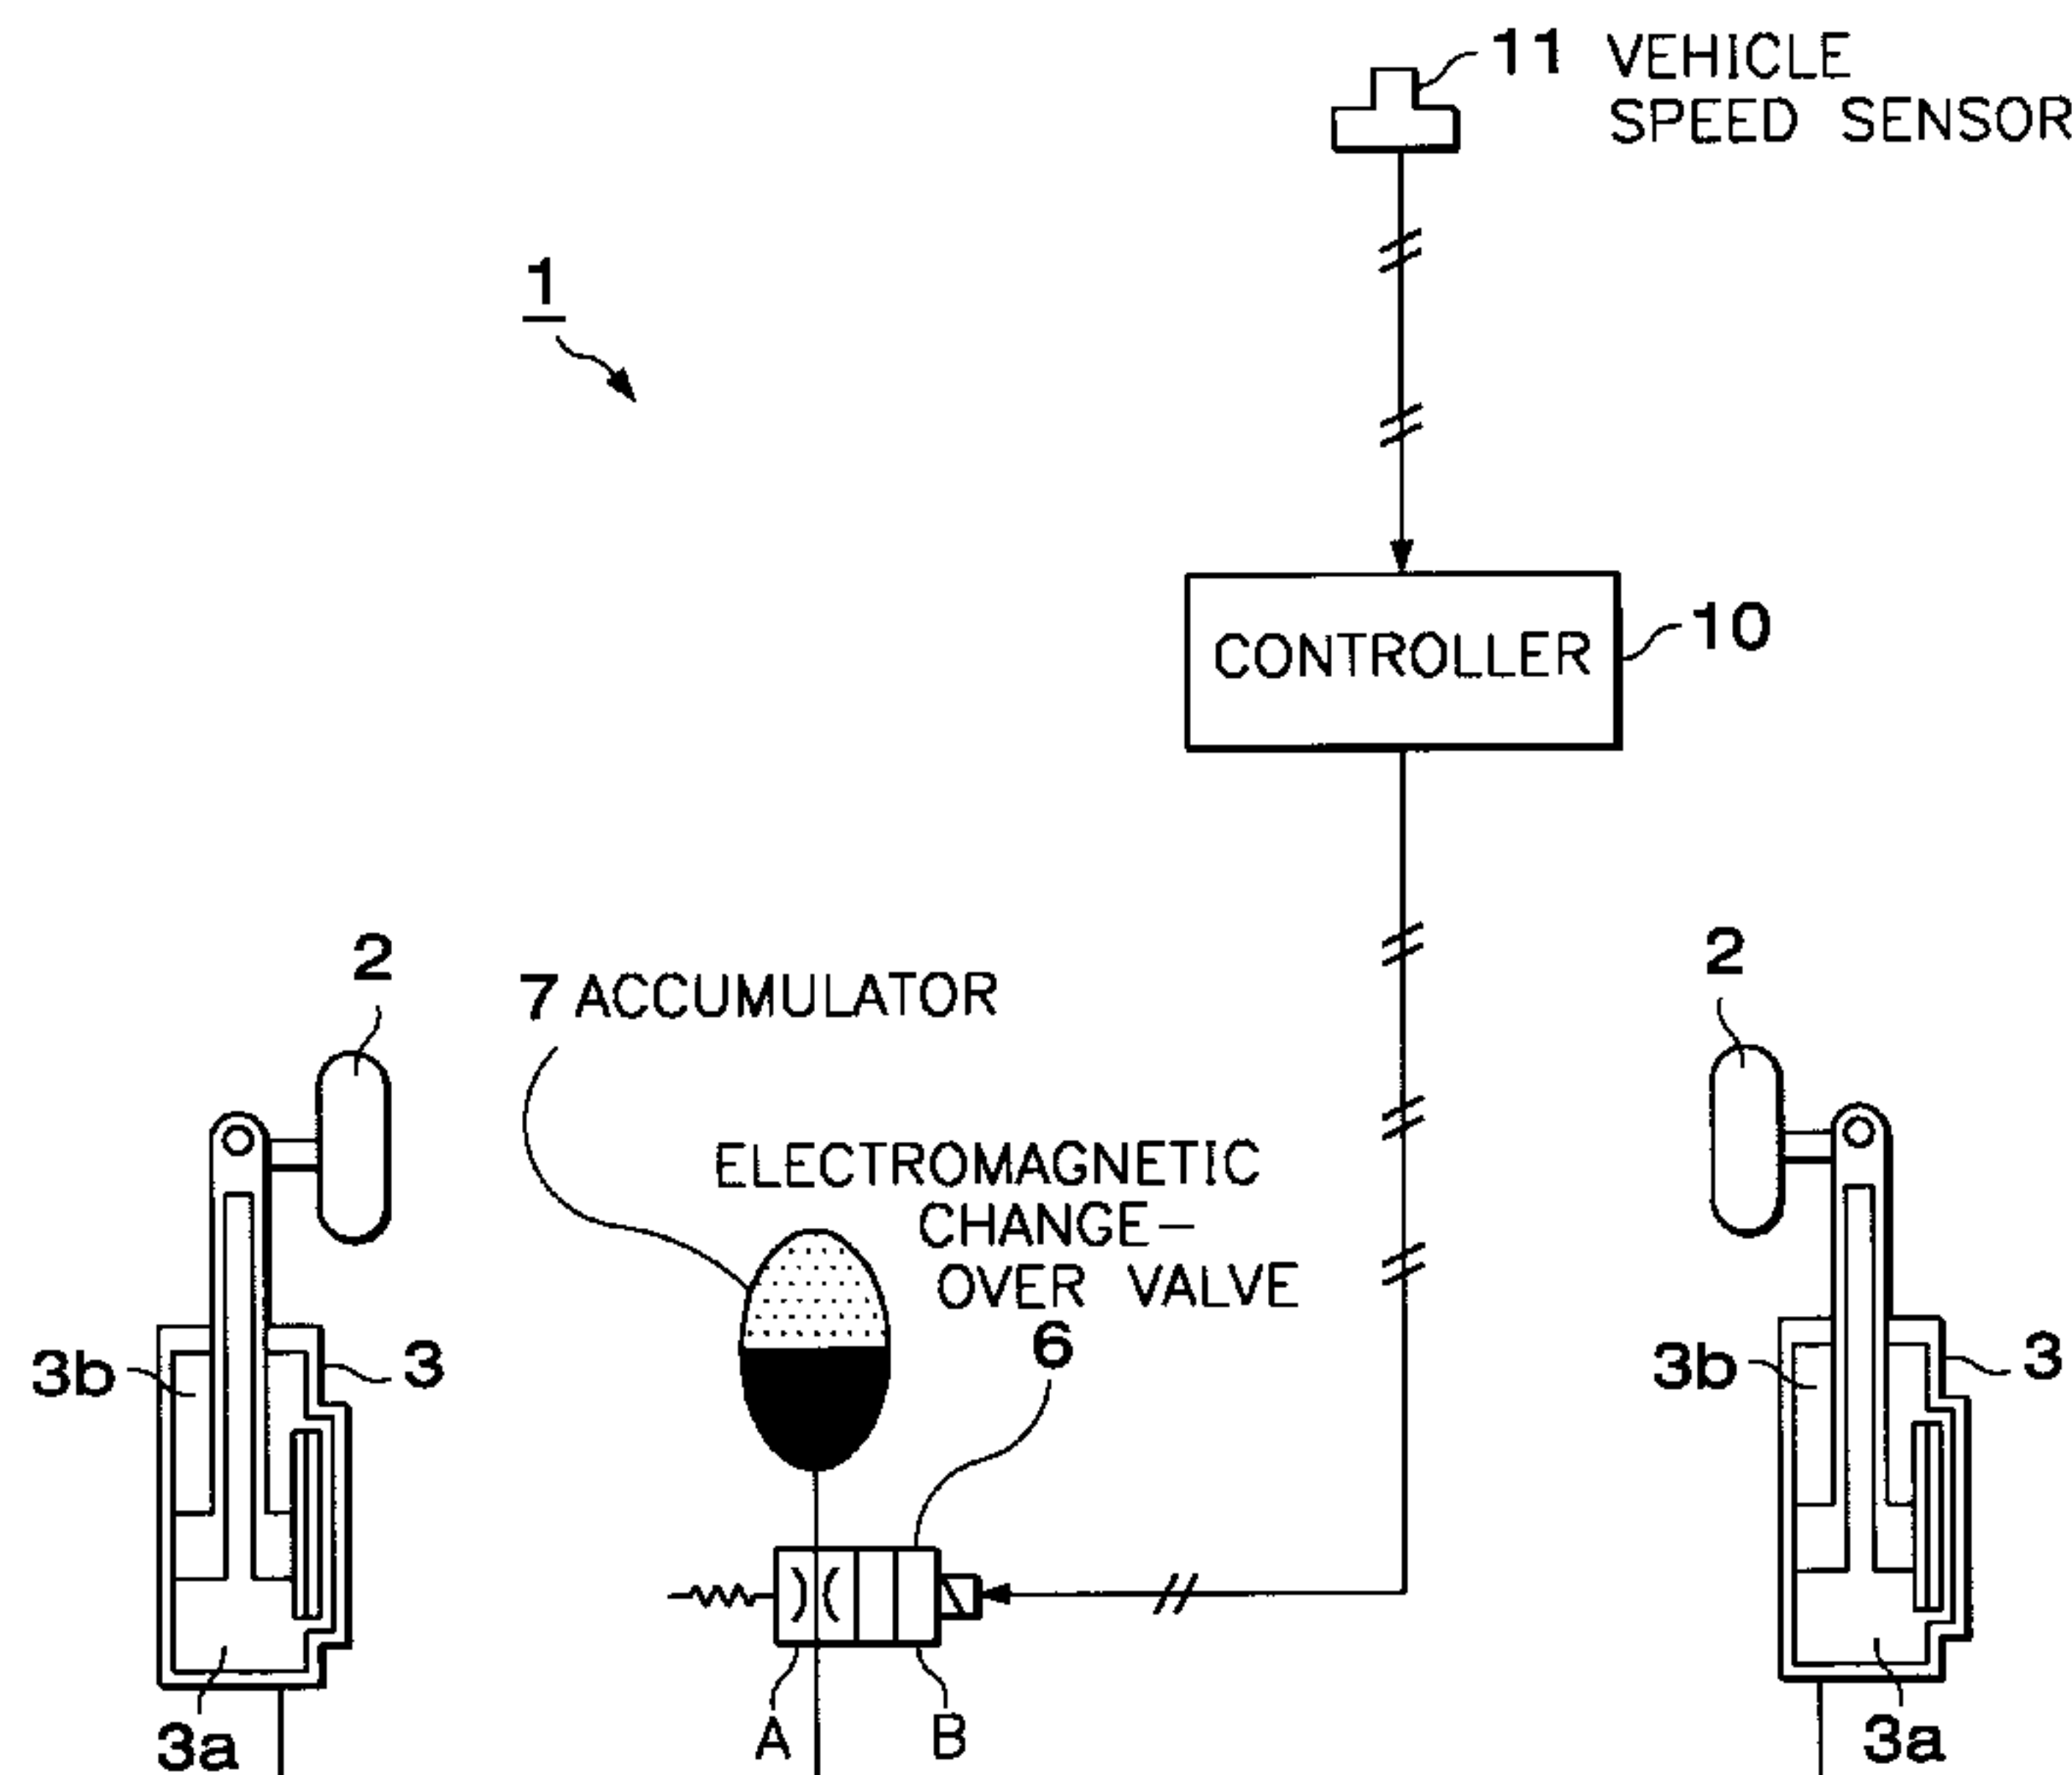 11 VEHICLE
SPEED SENSOR
1
CONTROLLER
10
2
2
7 ACCUMULATOR
ELECTROMAGNETIC
CHANGE-
OVER VALVE
6
3b
3
3b
3
3a
A
B
3a